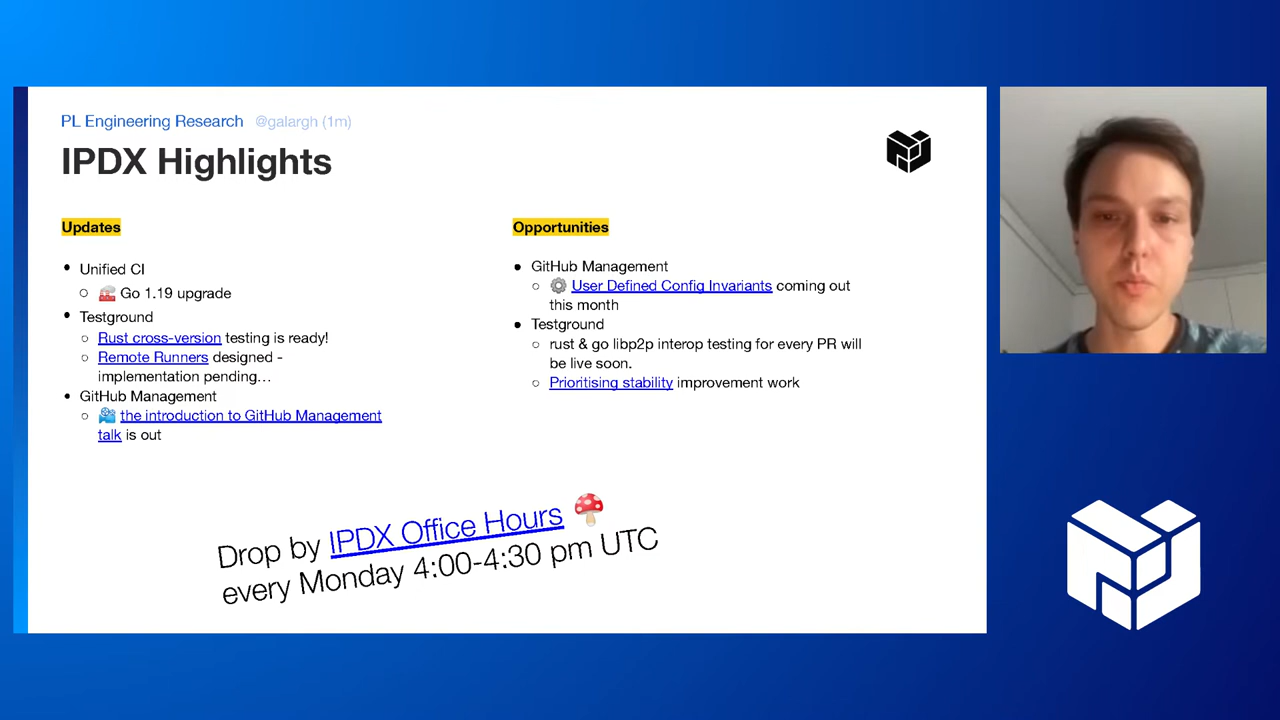 PL Engineering Research @galargh (1m)
IPDX Highlights
Updates
• Unified CI
○ 🚂 Go 1.19 upgrade
• Testground
○ Rust cross-version testing is ready!
○ Remote Runners designed -
implementation pending…
• GitHub Management
○ the introduction to GitHub Management
talk is out
Opportunities
• GitHub Management
○ ⚙️ User Defined Config Invariants coming out
this month
• Testground
○ rust & go libp2p interop testing for every PR will
be live soon.
○ Prioritising stability improvement work
Drop by IPDX Office Hours 🍄
every Monday 4:00-4:30 pm UTC